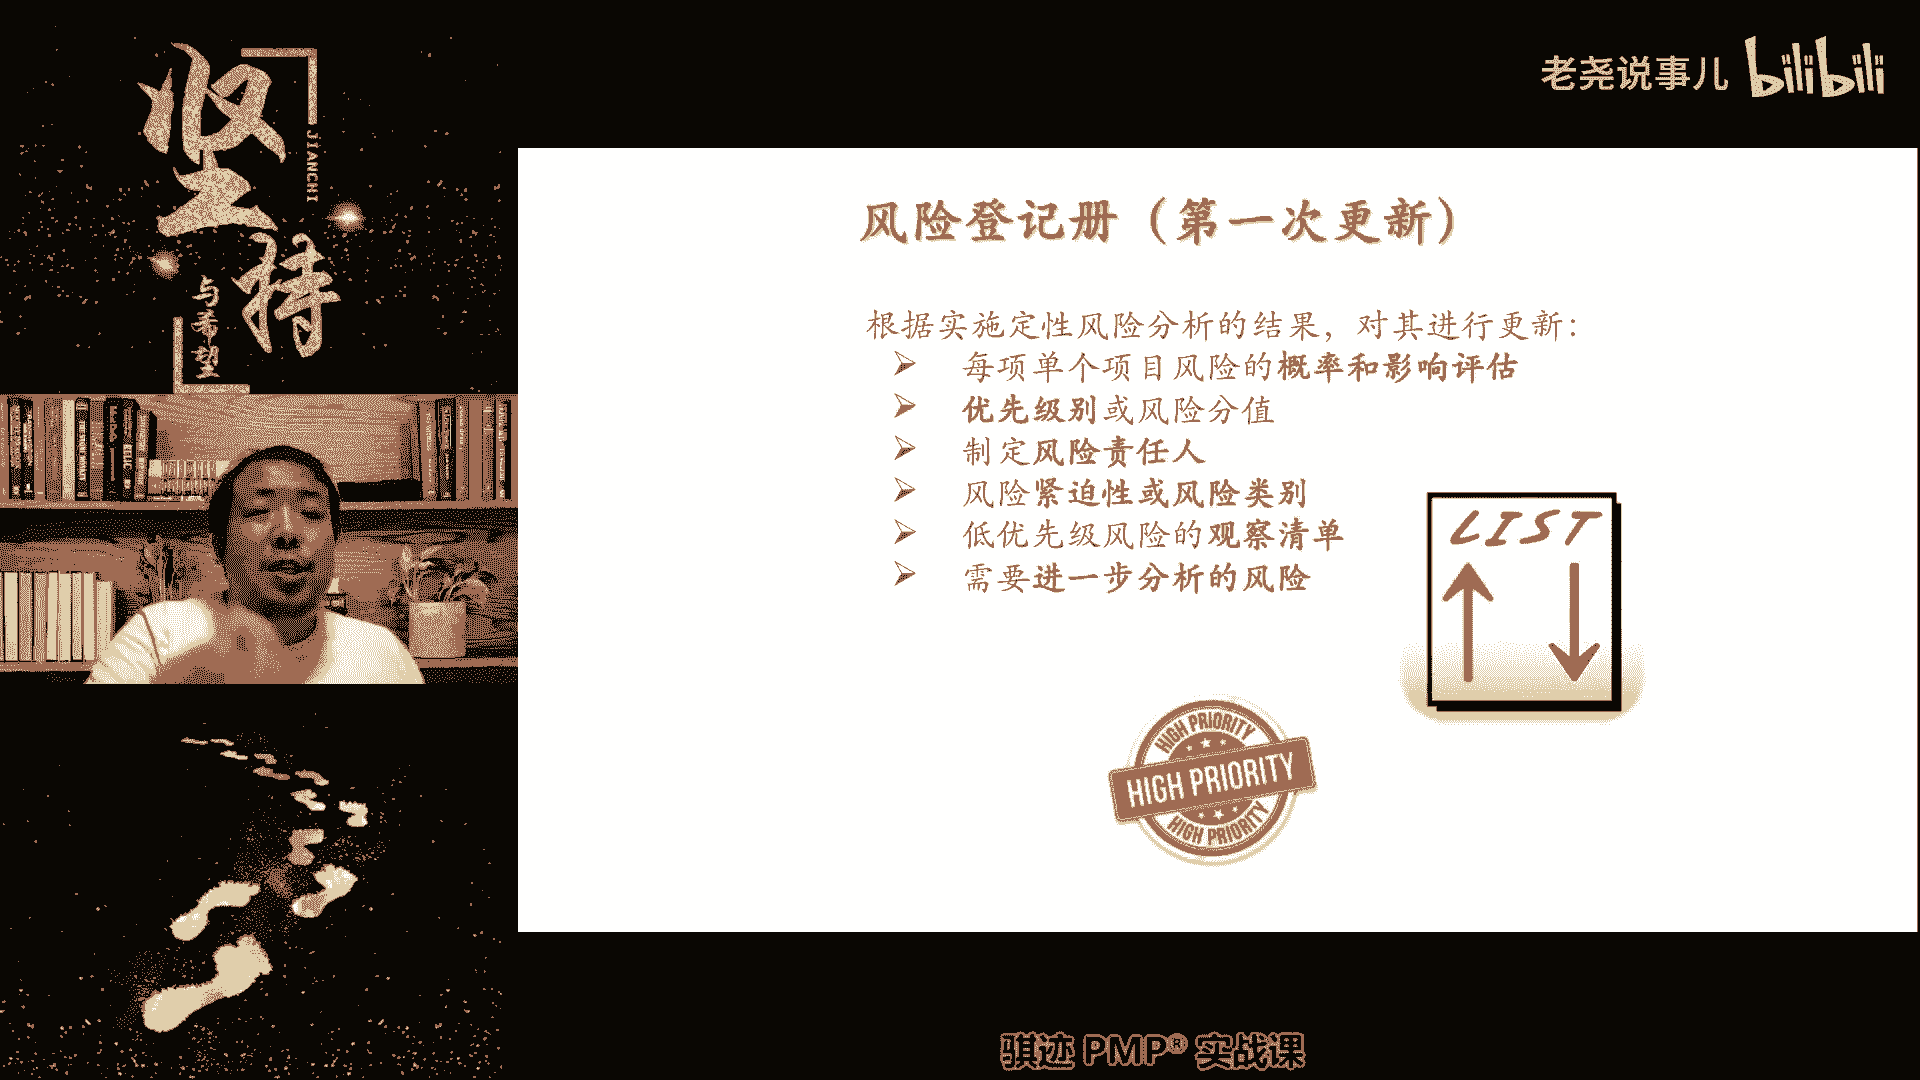 坚持
JIANCHI
与希望
老尧说事儿 bilibili
风险登记册（第一次更新）
根据实施定性风险分析的结果，对其进行更新：
每项单个项目风险的概率和影响评估
优先级别或风险分值
制定风险责任人
风险紧迫性或风险类别
低优先级风险的观察清单
需要进一步分析的风险
LIST
HIGH PRIORITY
HIGH PRIORITY
HIGH PRIORITY
骐迹 PMP® 实战课